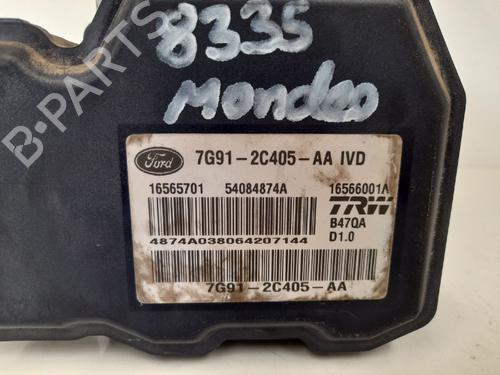 B-PARTS
8335
Mondeo
Ford
7G91-2C405-AA IVD
16565701 54084874A 16566001A
TRW
4874A038064207144
B47QA
D1.0
7G91-2C405-AA